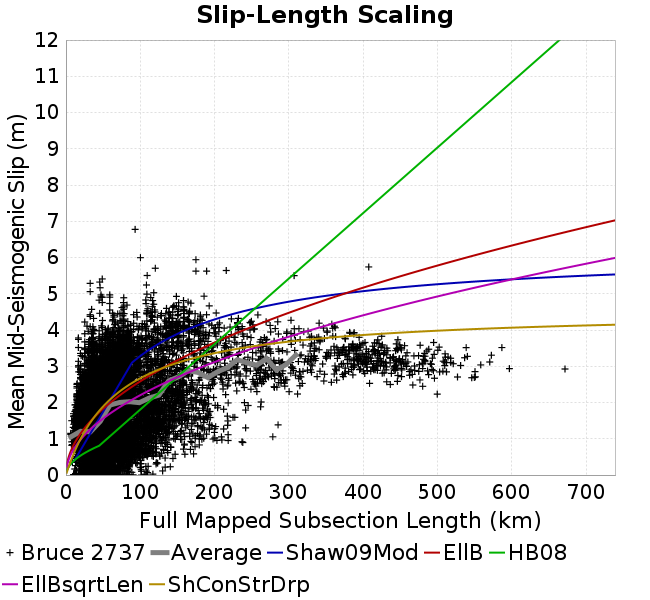 Slip-Length Scaling
Mean Mid-Seismogenic Slip (m)
12
11
10
9
8
7
6
5
4
3
2
1
0
0 100 200 300 400 500 600 700
Full Mapped Subsection Length (km)
Bruce 2737 Average Shaw09Mod EllB HB08
EllBsqrtLen ShConStrDrp